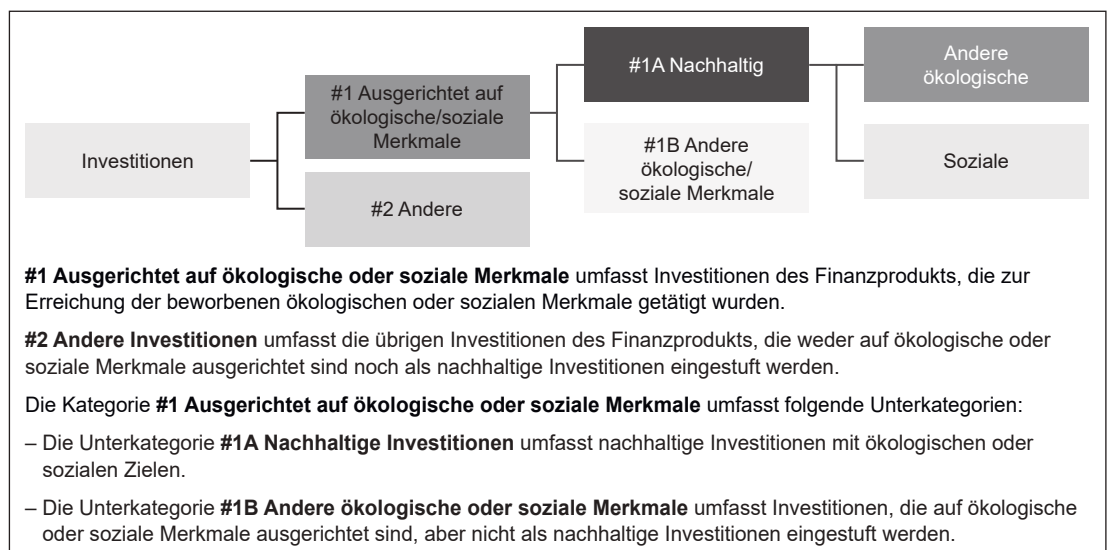 Investitionen
#1 Ausgerichtet auf
ökologische/soziale
Merkmale
#2 Andere
#1A Nachhaltig
#1B Andere
ökologische/
soziale Merkmale
Andere
ökologische
Soziale
#1 Ausgerichtet auf ökologische oder soziale Merkmale umfasst Investitionen des Finanzprodukts, die zur
Erreichung der beworbenen ökologischen oder sozialen Merkmale getätigt wurden.
#2 Andere Investitionen umfasst die übrigen Investitionen des Finanzprodukts, die weder auf ökologische oder
soziale Merkmale ausgerichtet sind noch als nachhaltige Investitionen eingestuft werden.
Die Kategorie #1 Ausgerichtet auf ökologische oder soziale Merkmale umfasst folgende Unterkategorien:
– Die Unterkategorie #1A Nachhaltige Investitionen umfasst nachhaltige Investitionen mit ökologischen oder
sozialen Zielen.
– Die Unterkategorie #1B Andere ökologische oder soziale Merkmale umfasst Investitionen, die auf ökologische
oder soziale Merkmale ausgerichtet sind, aber nicht als nachhaltige Investitionen eingestuft werden.